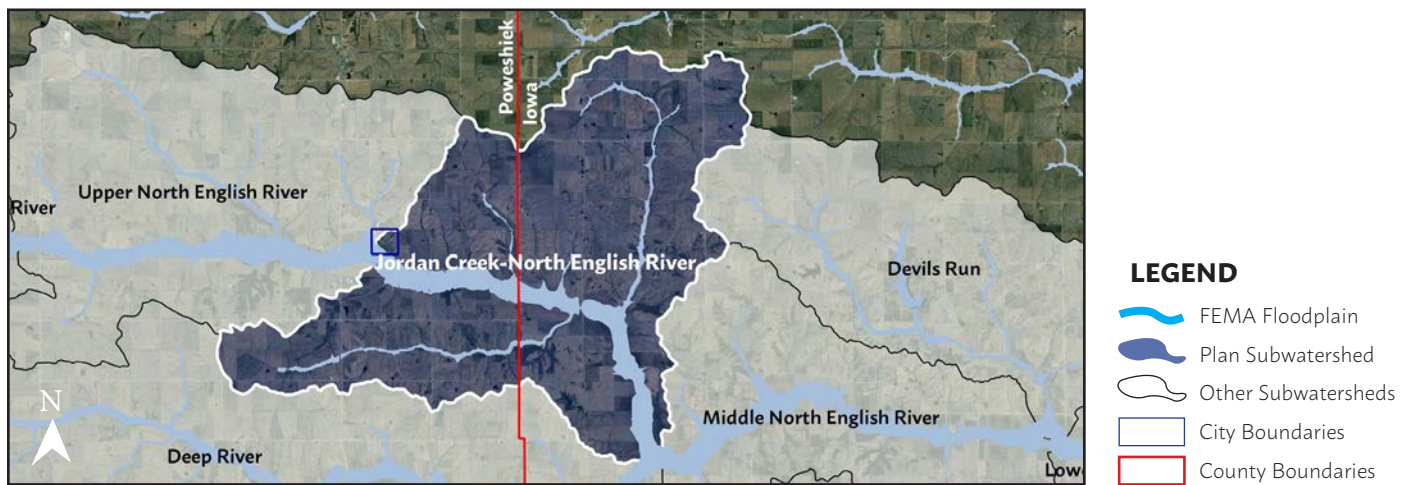 Poweshiek
Iowa
Upper North English River
River
Jordan Creek-North English River
Devils Run
Middle North English River
Deep River
N
LEGEND
FEMA Floodplain
Plan Subwatershed
Other Subwatersheds
City Boundaries
County Boundaries